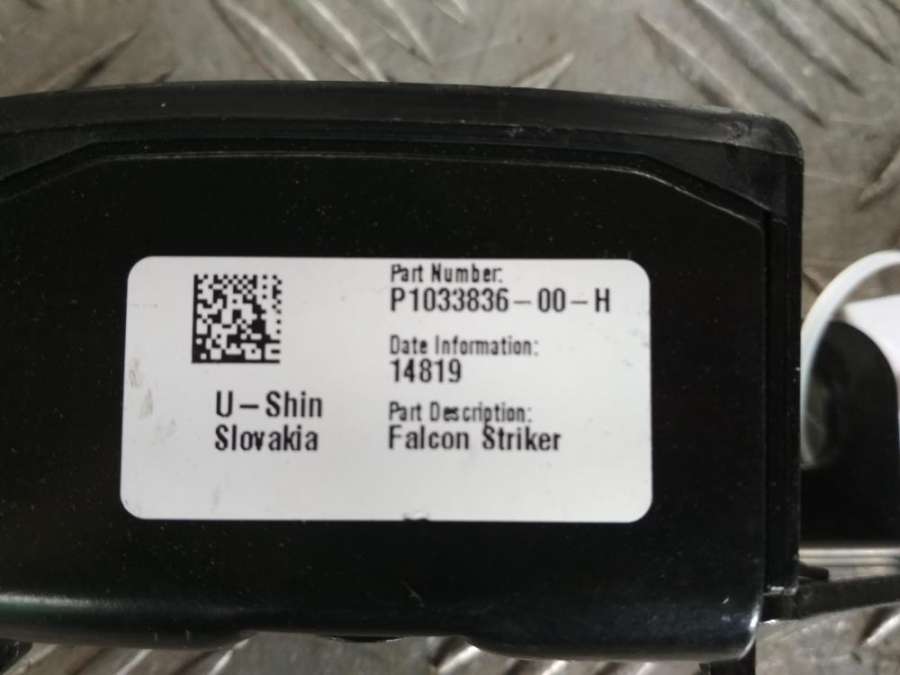 Part Number:
P1033836-00-H
Date Information:
14819
Part Description:
Falcon Striker
U-Shin
Slovakia